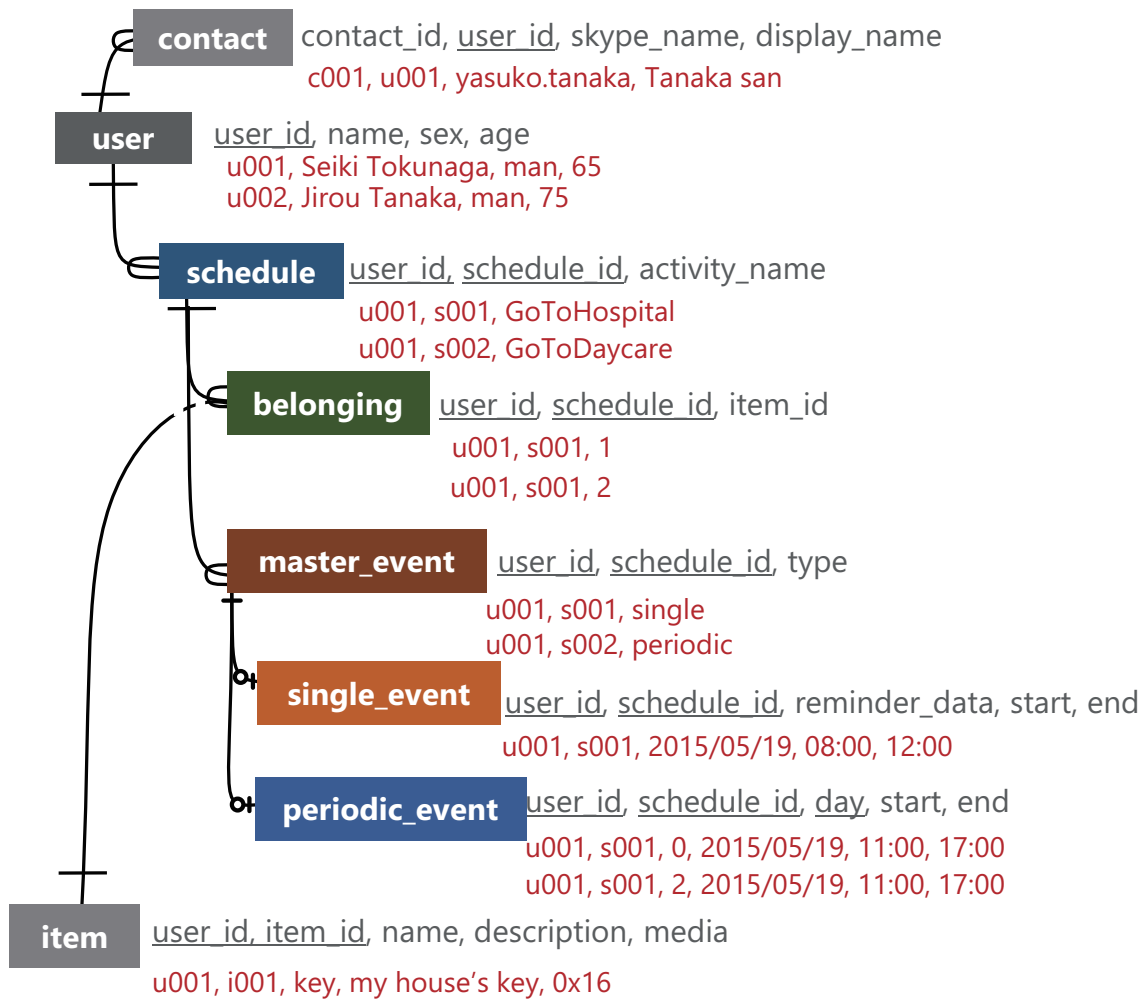 contact contact_id, user_id, skype_name, display_name
c001, u001, yasuko.tanaka, Tanaka san
user user_id, name, sex, age
u001, Seiki Tokunaga, man, 65
u002, Jirou Tanaka, man, 75
schedule user_id, schedule_id, activity_name
u001, s001, GoToHospital
u001, s002, GoToDaycare
belonging user_id, schedule_id, item_id
u001, s001, 1
u001, s001, 2
master_event user_id, schedule_id, type
u001, s001, single
u001, s002, periodic
single_event user_id, schedule_id, reminder_data, start, end
u001, s001, 2015/05/19, 08:00, 12:00
periodic_event user_id, schedule_id, day, start, end
u001, s001, 0, 2015/05/19, 11:00, 17:00
u001, s001, 2, 2015/05/19, 11:00, 17:00
item user_id, item_id, name, description, media
u001, i001, key, my house’s key, 0x16